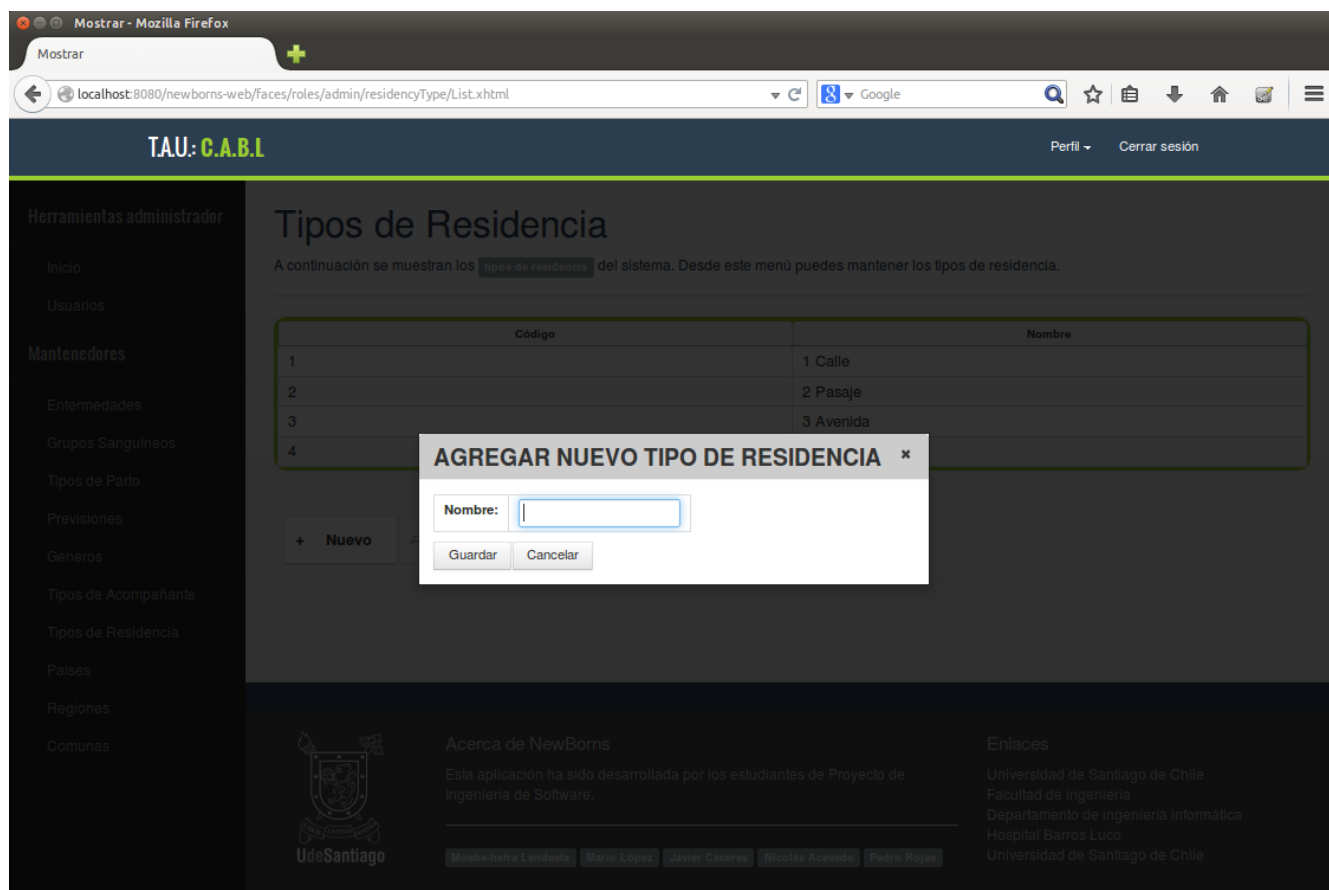 Mostrar - Mozilla Firefox
Mostrar
localhost:8080/newborns-web/faces/roles/admin/residencyType/List.xhtml
Google
T.A.U.: C.A.B.L
Perfil
Cerrar sesión
Herramientas administrador
Inicio
Usuarios
Mantenedores
Enfermedades
Grupos Sanguineos
Tipos de Parto
Previsiones
Géneros
Tipos de Acompañante
Tipos de Residencia
Países
Regiones
Comunas
Tipos de Residencia
A continuación se muestran los tipos de residencia del sistema. Desde este menú puedes mantener los tipos de residencia.
Código Nombre
1 1 Calle
2 2 Pasaje
3 3 Avenida
4
+ Nuevo
AGREGAR NUEVO TIPO DE RESIDENCIA ×
Nombre:
Guardar Cancelar
UdeSantiago
Acerca de NewBorns
Esta aplicación ha sido desarrollada por los estudiantes de Proyecto de
Ingeniería de Software.
Moshe-hefra Landaeta Mario López Javier Cáceres Nicolás Acevedo Pedro Rojas
Enlaces
Universidad de Santiago de Chile
Facultad de ingeniería
Departamento de ingeniería informática
Hospital Barros Luco
Universidad de Santiago de Chile